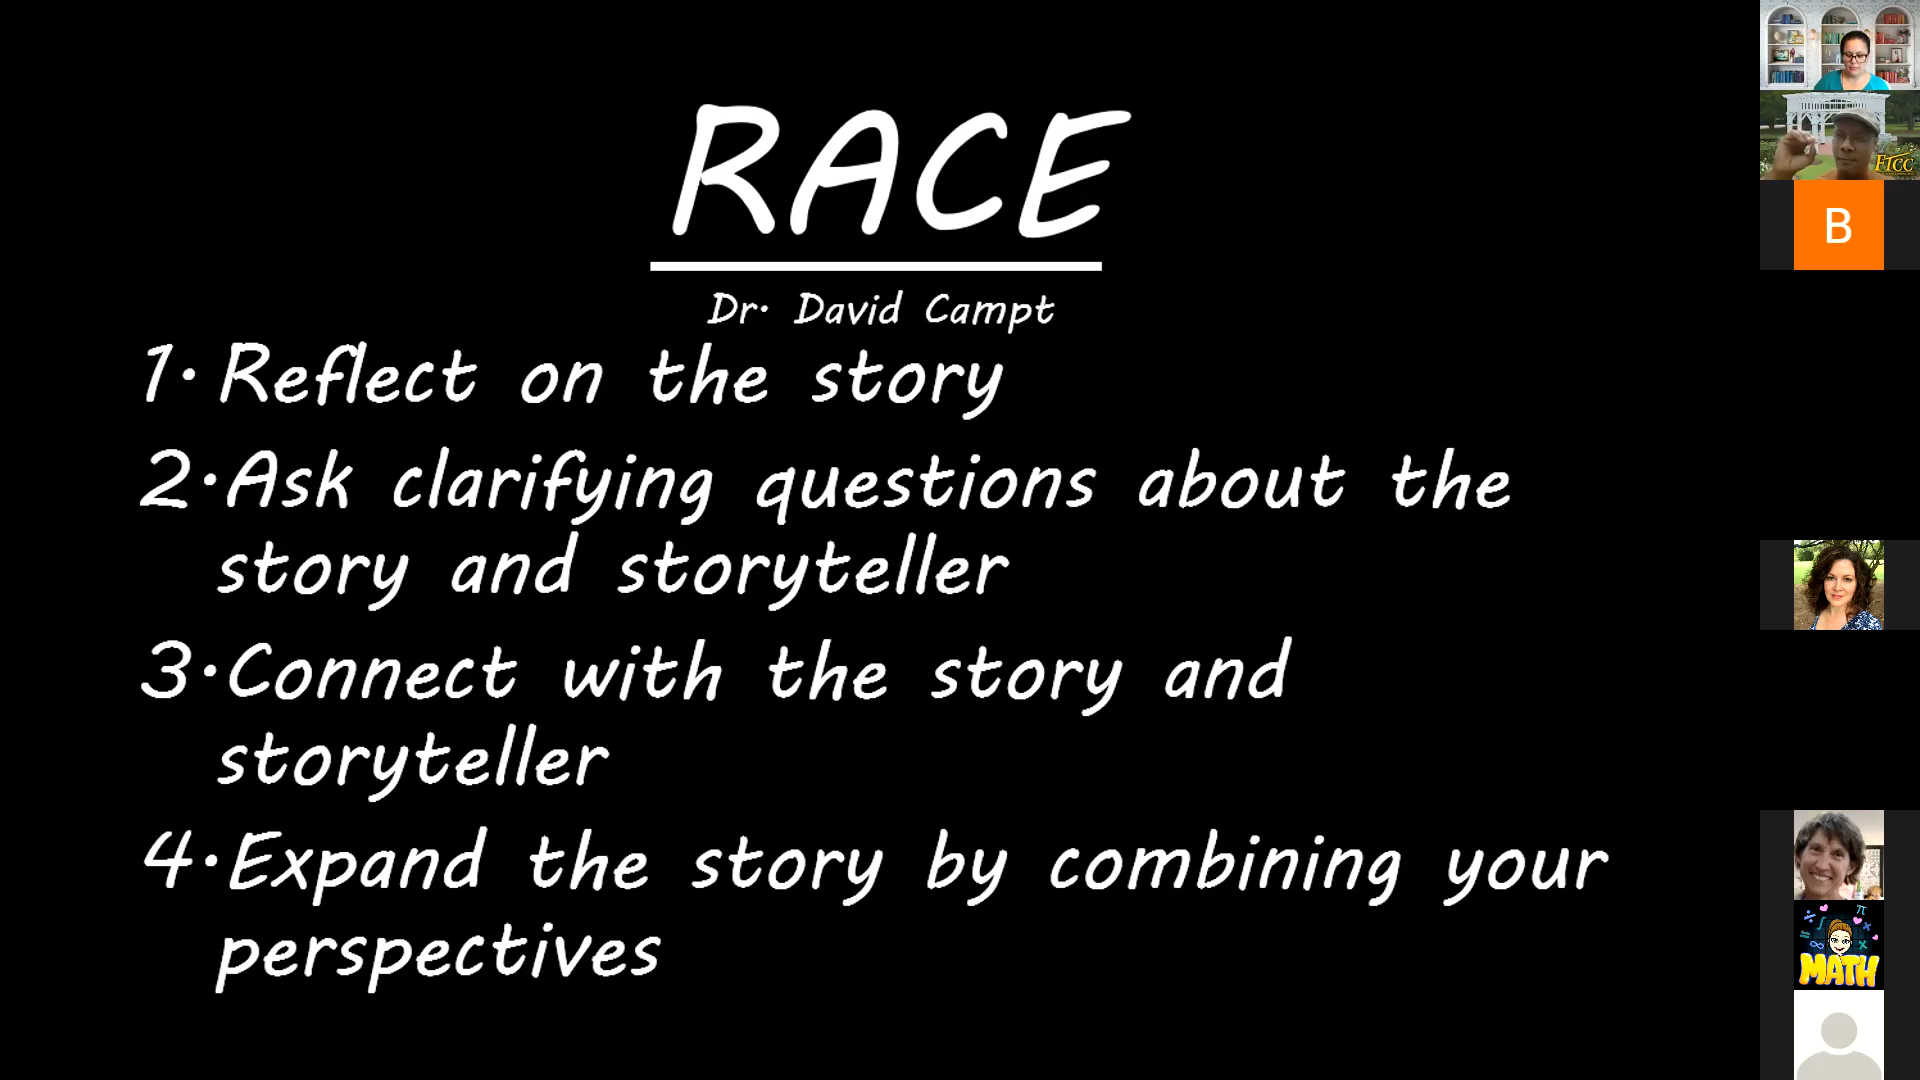 RACE
Dr. David Campt
1. Reflect on the story
2. Ask clarifying questions about the
story and storyteller
3. Connect with the story and
storyteller
4. Expand the story by combining your
perspectives
FTCC
B
MATH